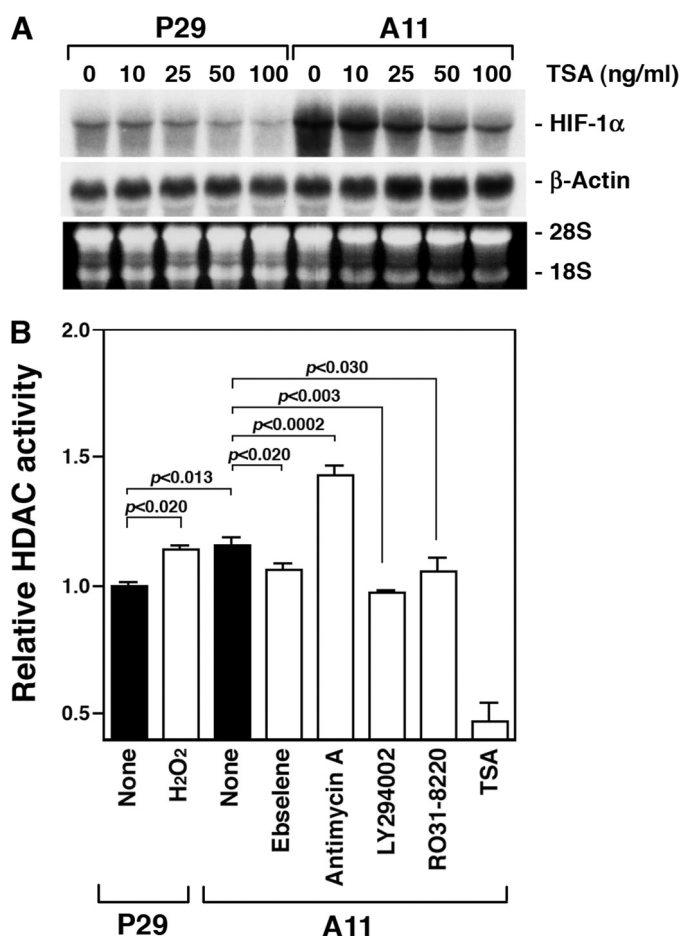 A
P29 A11
0 10 25 50 100 0 10 25 50 100 TSA (ng/ml)
- HIF-1α
- β-Actin
- 28S
- 18S
B
2.0
p<0.030
p<0.003
p<0.0002
1.5
p<0.020
p<0.013
p<0.020
1.0
0.5
Relative HDAC activity
None
H2O2
None
Ebselene
Antimycin A
LY294002
RO31-8220
TSA
P29 A11